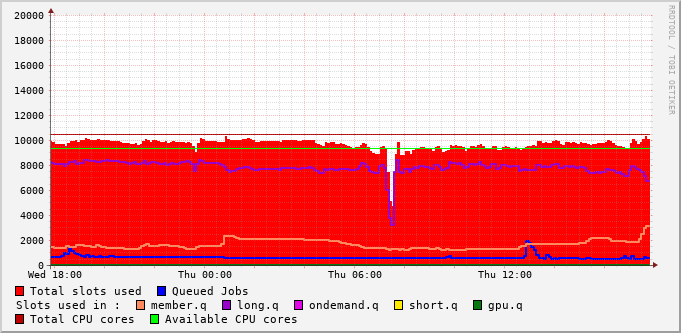 20000
18000
16000
14000
12000
10000
8000
6000
4000
2000
0
Wed 18:00 Thu 00:00 Thu 06:00 Thu 12:00
RRDTOOL / TOBI OETIKER
Total slots used Queued Jobs
Slots used in : member.q long.q ondemand.q short.q gpu.q
Total CPU cores Available CPU cores